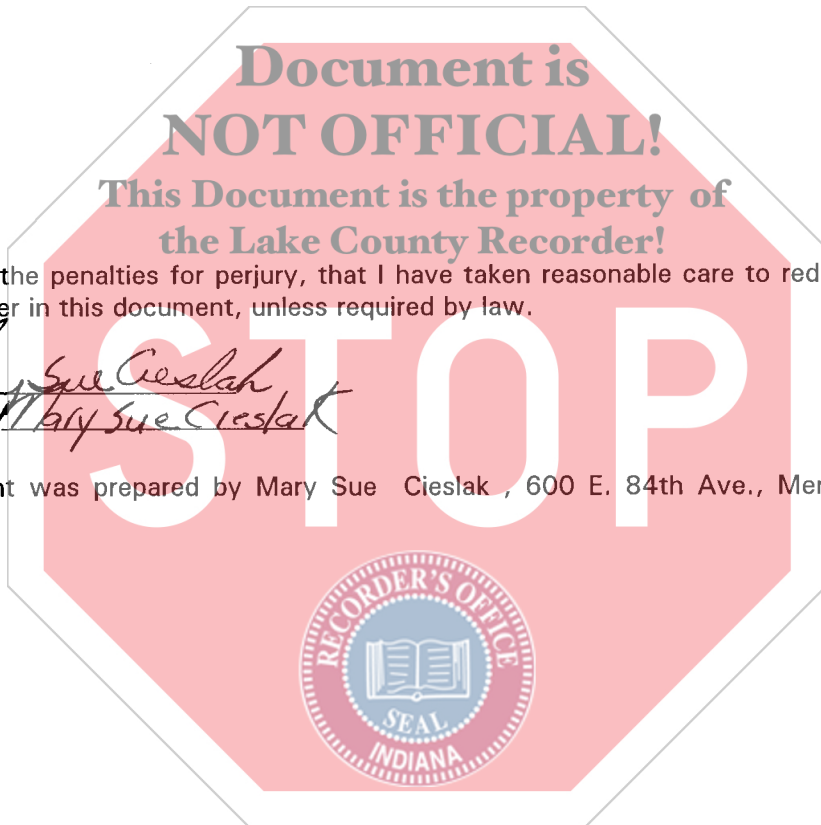 Document is
NOT OFFICIAL!
This Document is the property of
the Lake County Recorder!
the penalties for perjury, that I have taken reasonable care to red
er in this document, unless required by law.
y Sue Cieslak
Mary Sue Cieslak
nt was prepared by Mary Sue Cieslak , 600 E. 84th Ave., Mer
STOP
RECORDER'S OFFICE
SEAL
INDIANA